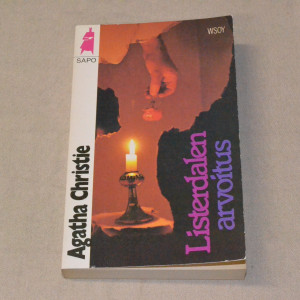 SAPO
WSOY
Agatha Christie
Listerdalen
arvoitus